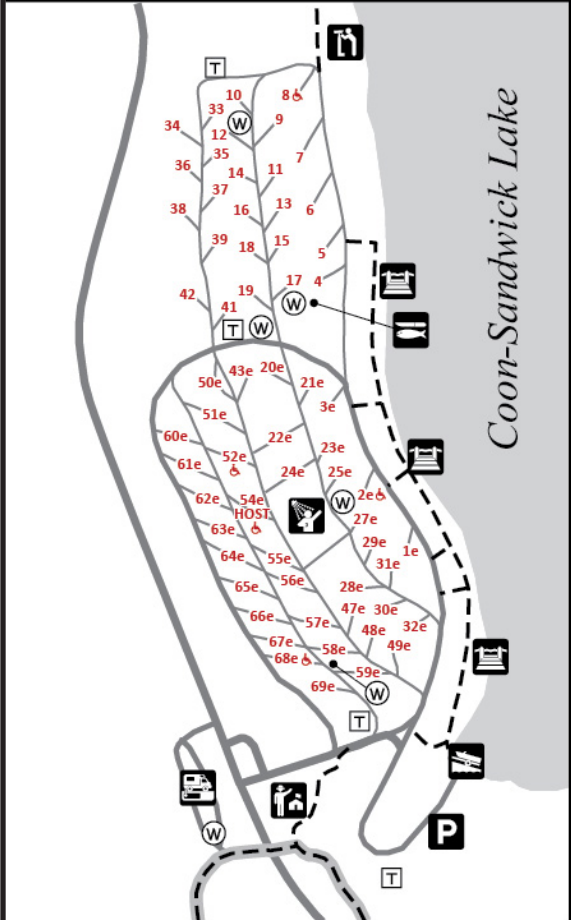 T
10
8
33
34
W
9
12
35
36
7
14
11
37
38
16
13
6
39
18
15
5
42
19
17
4
41
W
T
W
Coon-Sandwick Lake
43e
20e
50e
21e
51e
3e
60e
22e
52e
23e
61e
24e
25e
62e
54e
W
2e
HOST
63e
27e
64e
55e
29e
1e
31e
65e
56e
28e
66e
57e
47e
30e
67e
58e
48e
32e
68e
49e
59e
69e
W
T
W
P
T